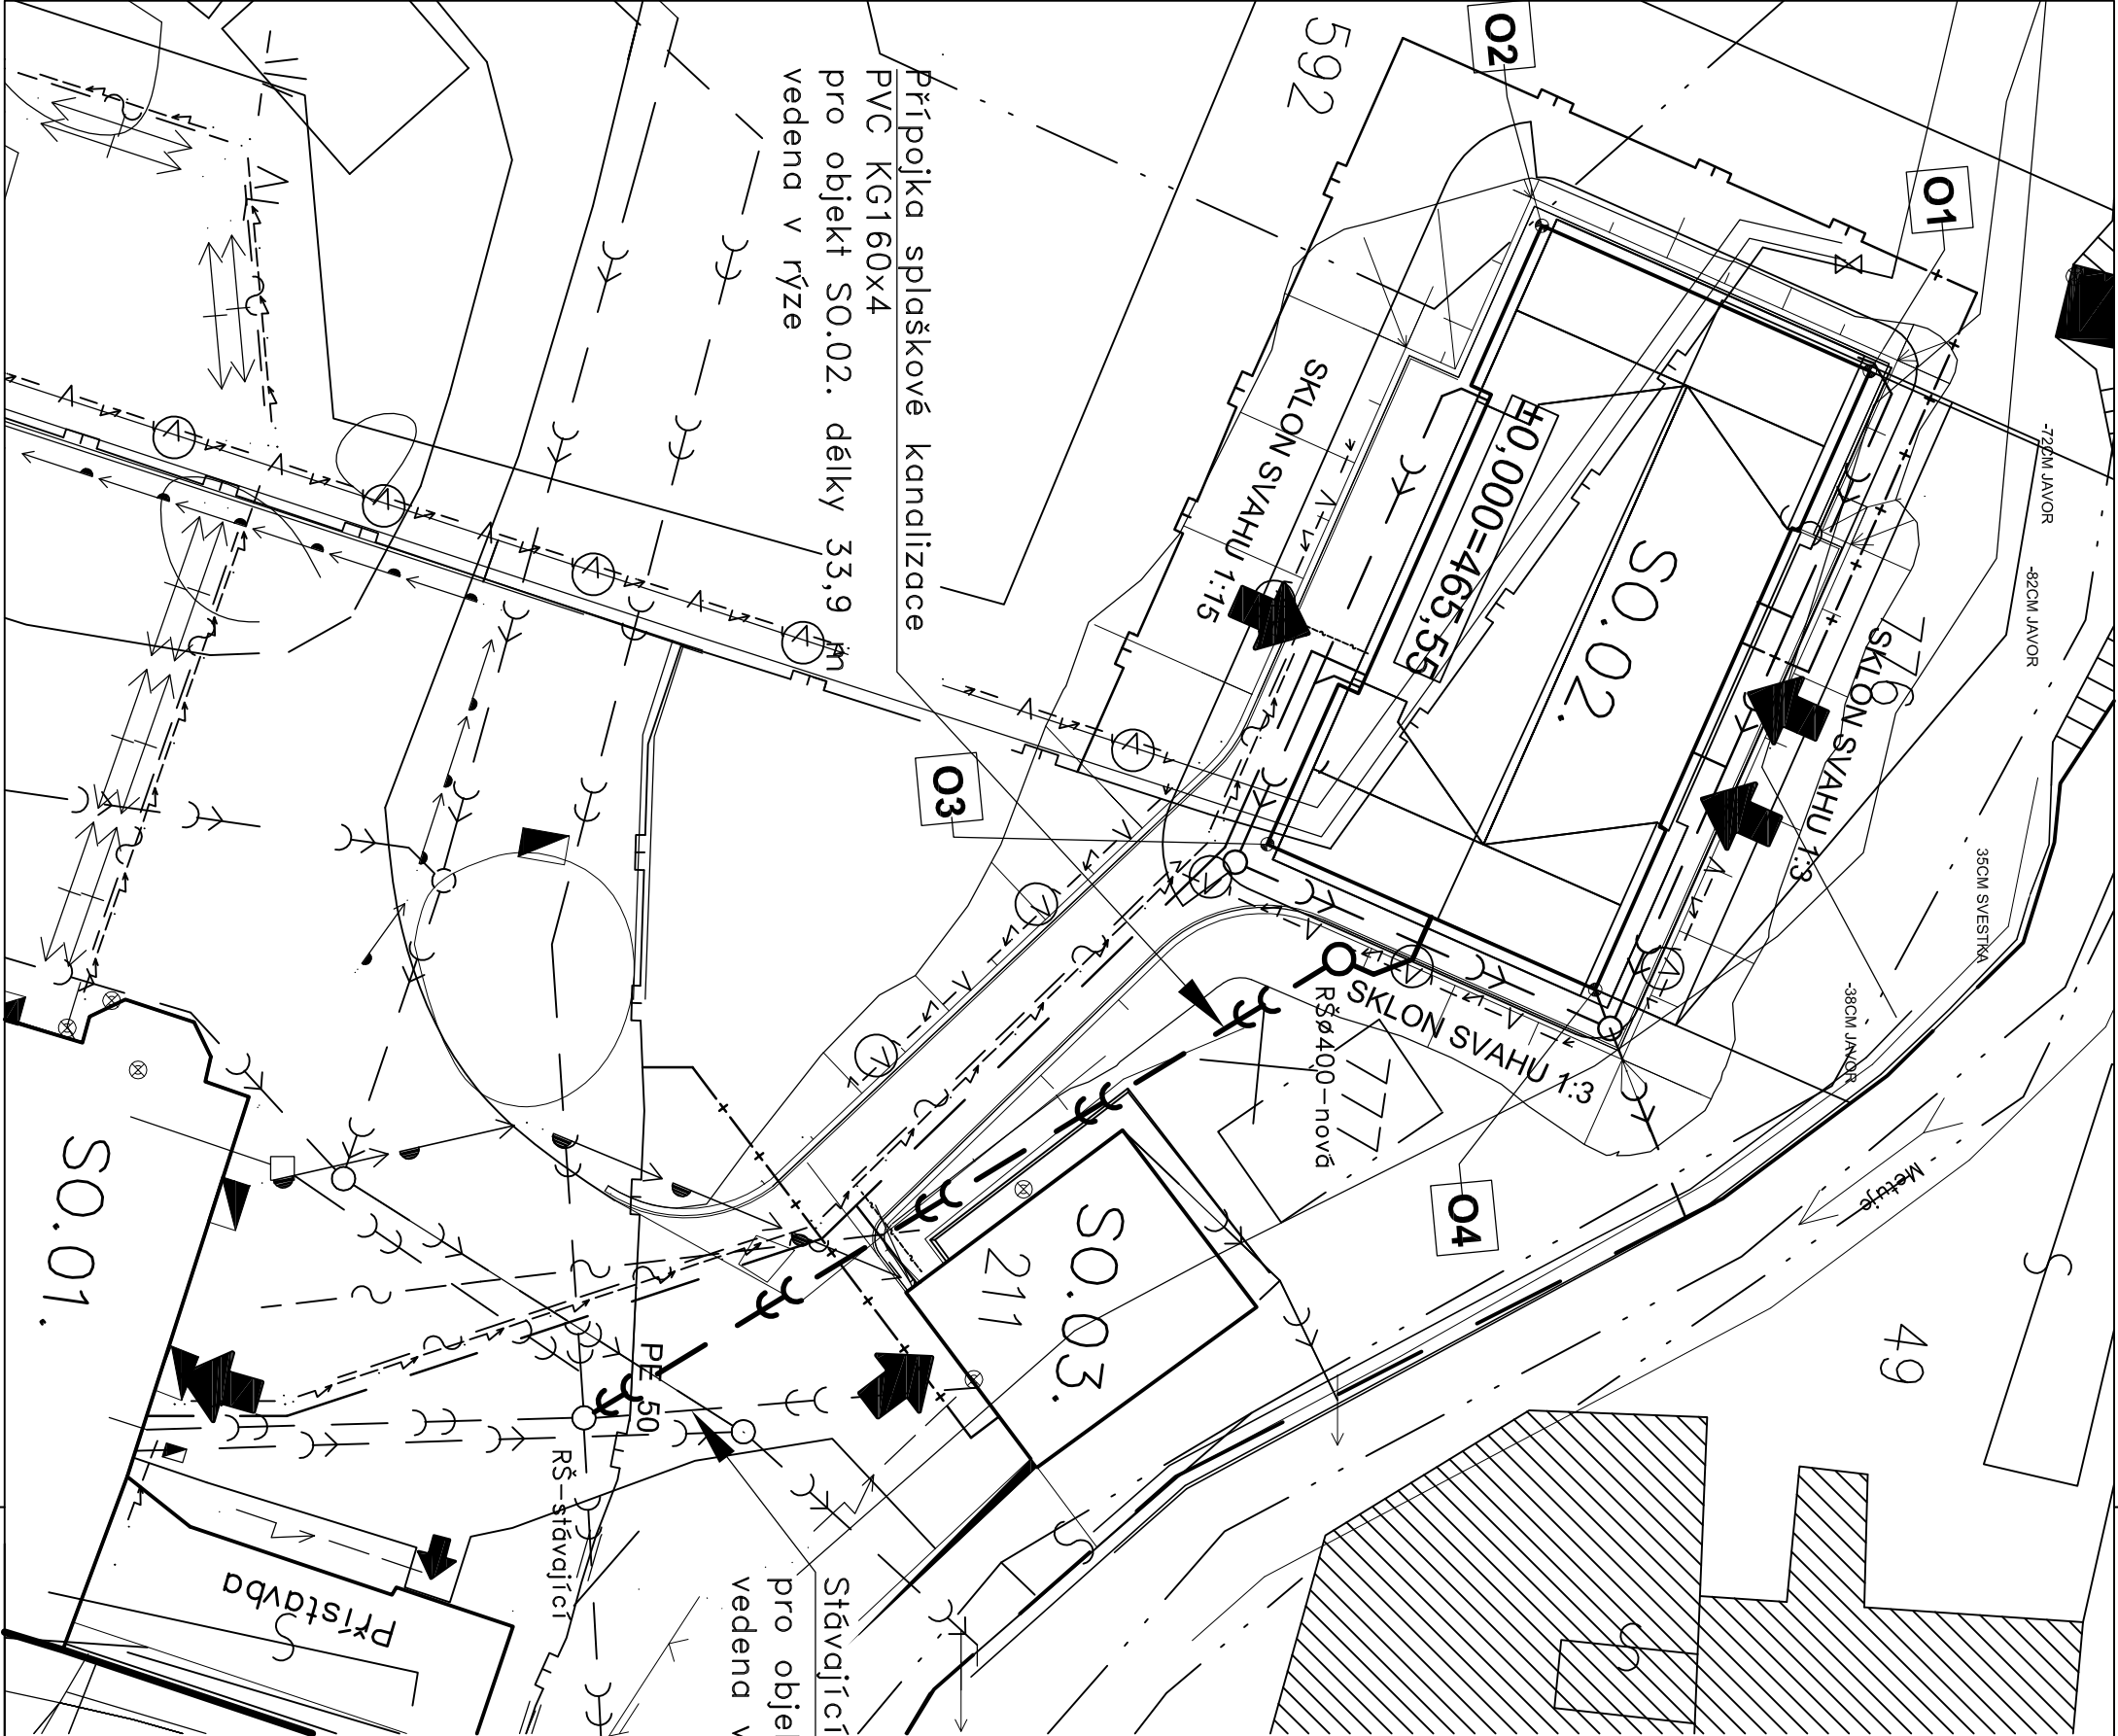 Přípojka splaškové kanalizace
PVC KG160x4
pro objekt SO.02. délky 33,9 m
vedena v rýze
592
O2
O1
O3
O4
SO.02.
±0,000=465,55
SKLON SVAHU 1:15
SKLON SVAHU 1:3
SKLON SVAHU 1:3
-72CM JAVOR
-82CM JAVOR
35CM SVESTKA
-38CM JAVOR
776
777
RŠø400-nová
Metuje
49
SO.03.
211
SO.01.
PE 50
RŠ-stávající
Přístavba
Stávající
pro obje
vedena v